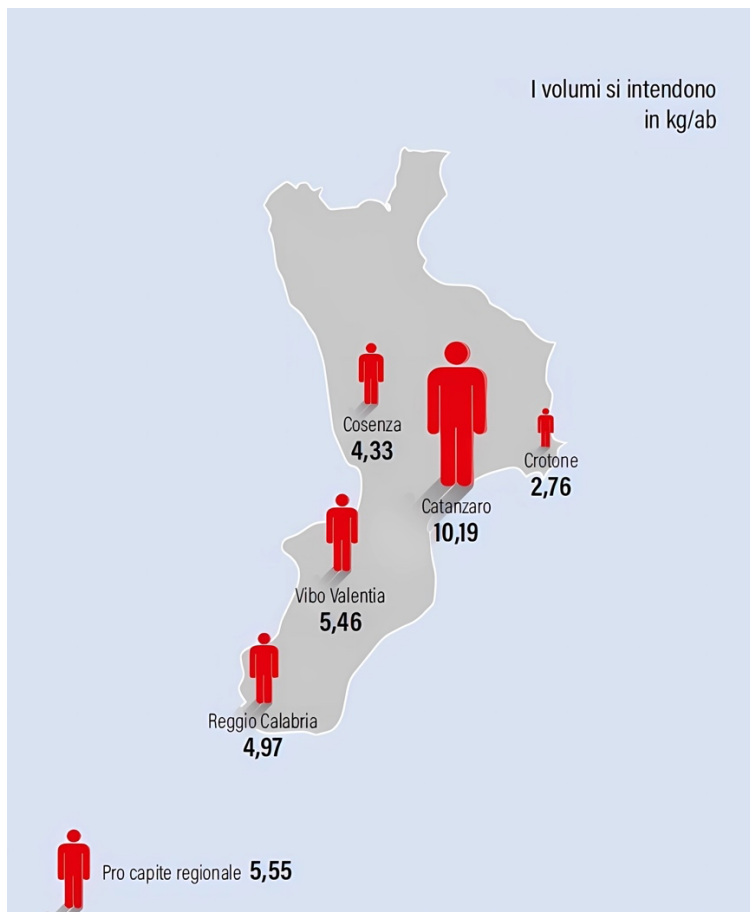 I volumi si intendono
in kg/ab
Cosenza
4,33
Catanzaro
10,19
Crotone
2,76
Vibo Valentia
5,46
Reggio Calabria
4,97
Pro capite regionale 5,55